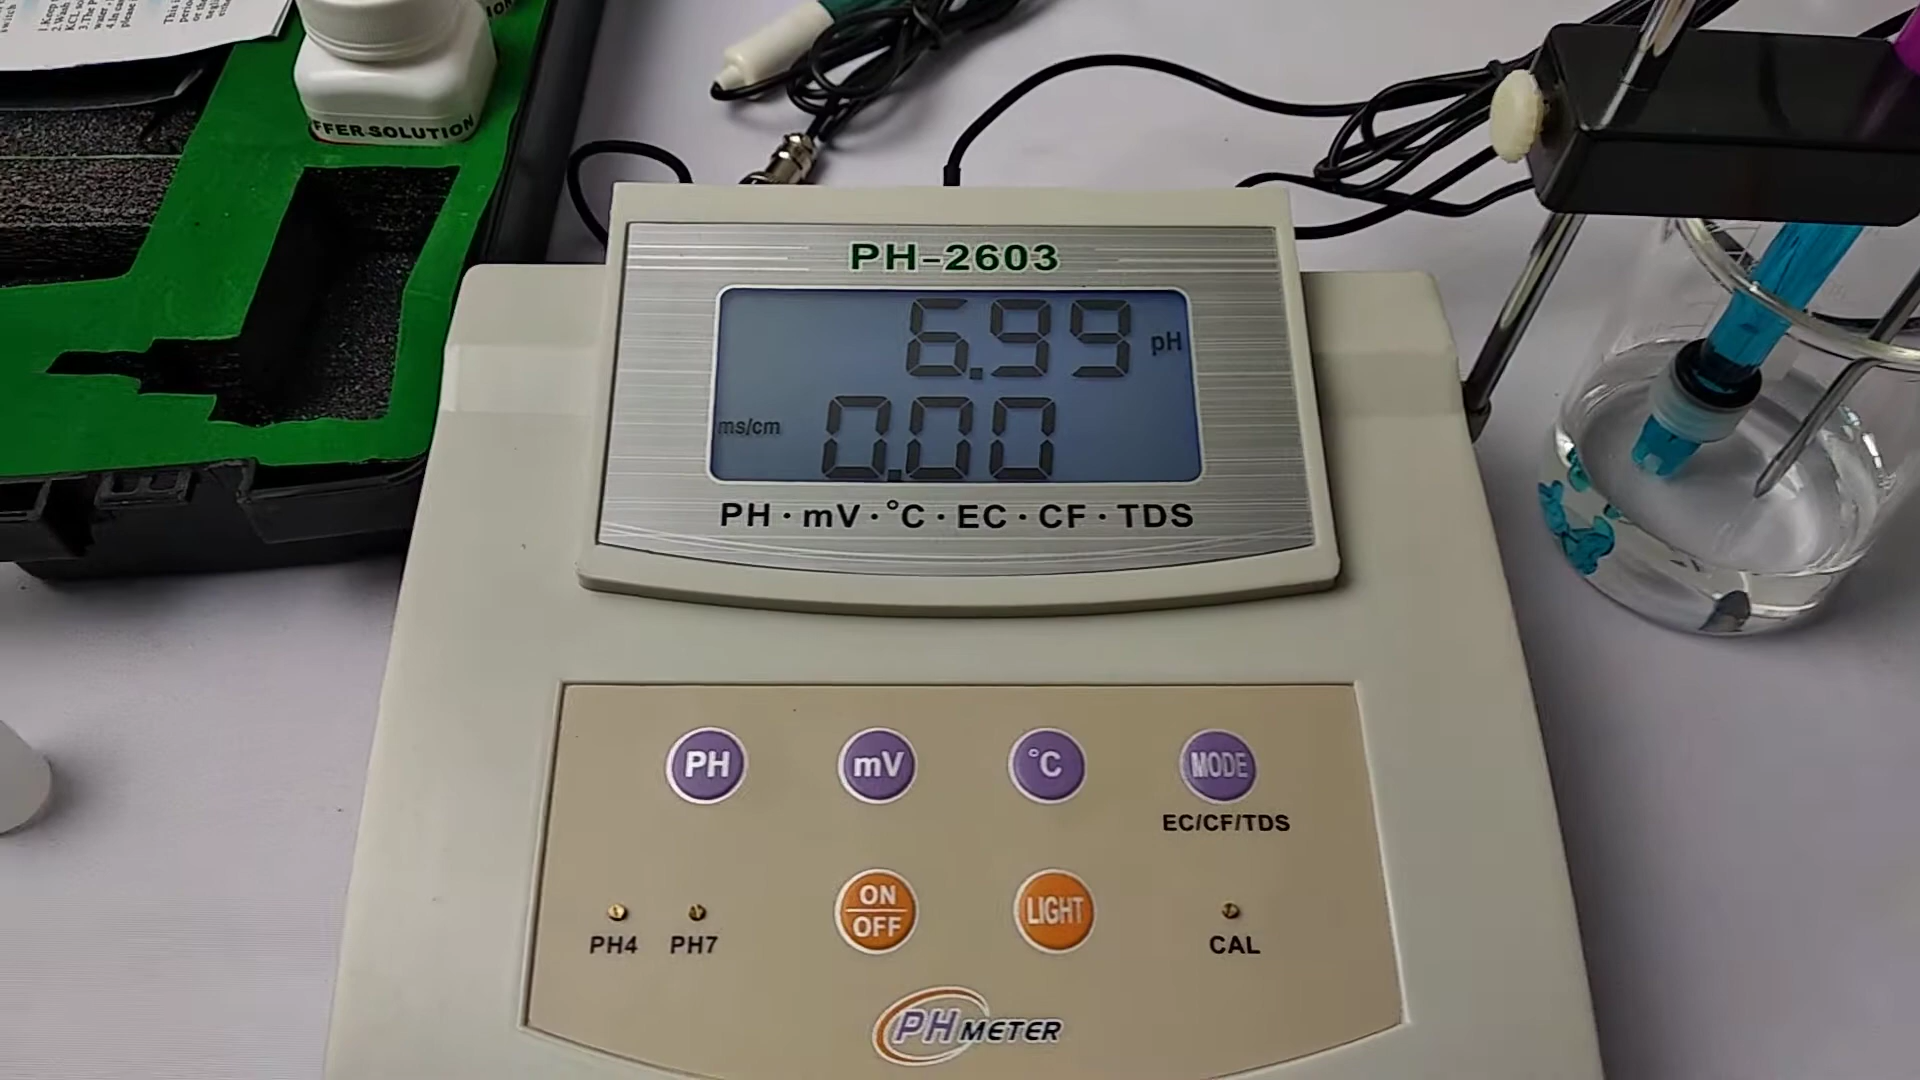 FFER SOLUTION
PH-2603
6.99 pH
ms/cm 0.00
PH·mV·°C·EC·CF·TDS
PH mV °C MODE
EC/CF/TDS
ON
OFF
LIGHT
PH4 PH7 CAL
PH METER